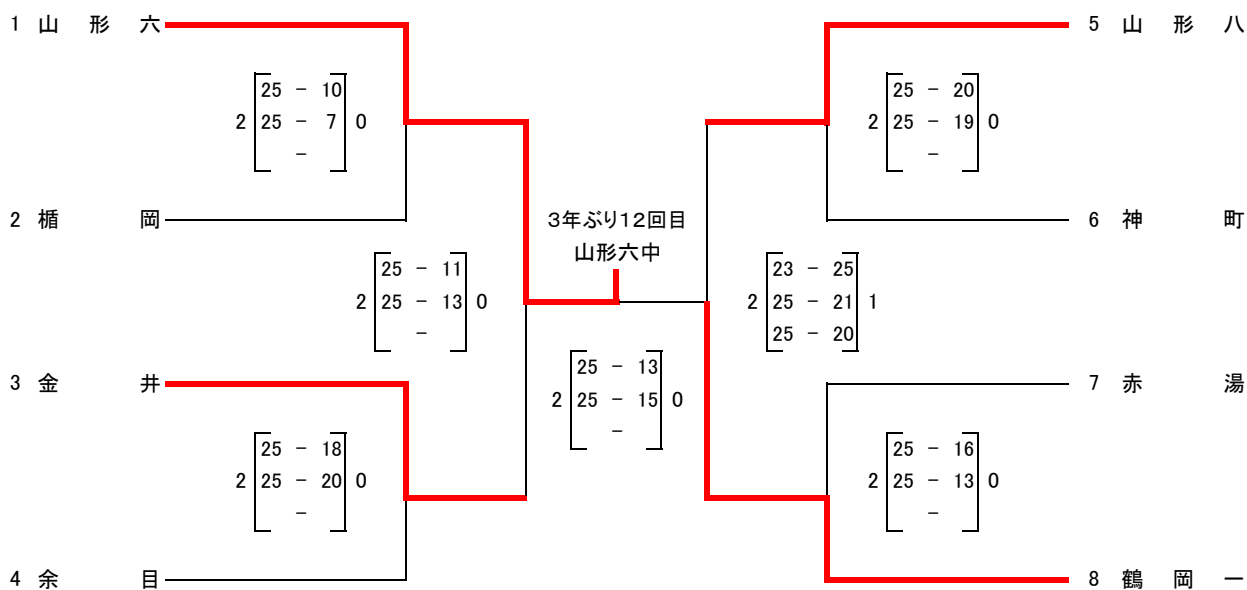 1 山 形 六
25 - 10
2 25 - 7 0
-
2 楯 岡
25 - 11
2 25 - 13 0
-
3 金 井
25 - 18
2 25 - 20 0
-
4 余 目
3年ぶり12回目
山形六中
25 - 13
2 25 - 15 0
-
5 山 形 八
25 - 20
2 25 - 19 0
-
6 神 町
23 - 25
2 25 - 21 1
25 - 20
7 赤 湯
25 - 16
2 25 - 13 0
-
8 鶴 岡 一